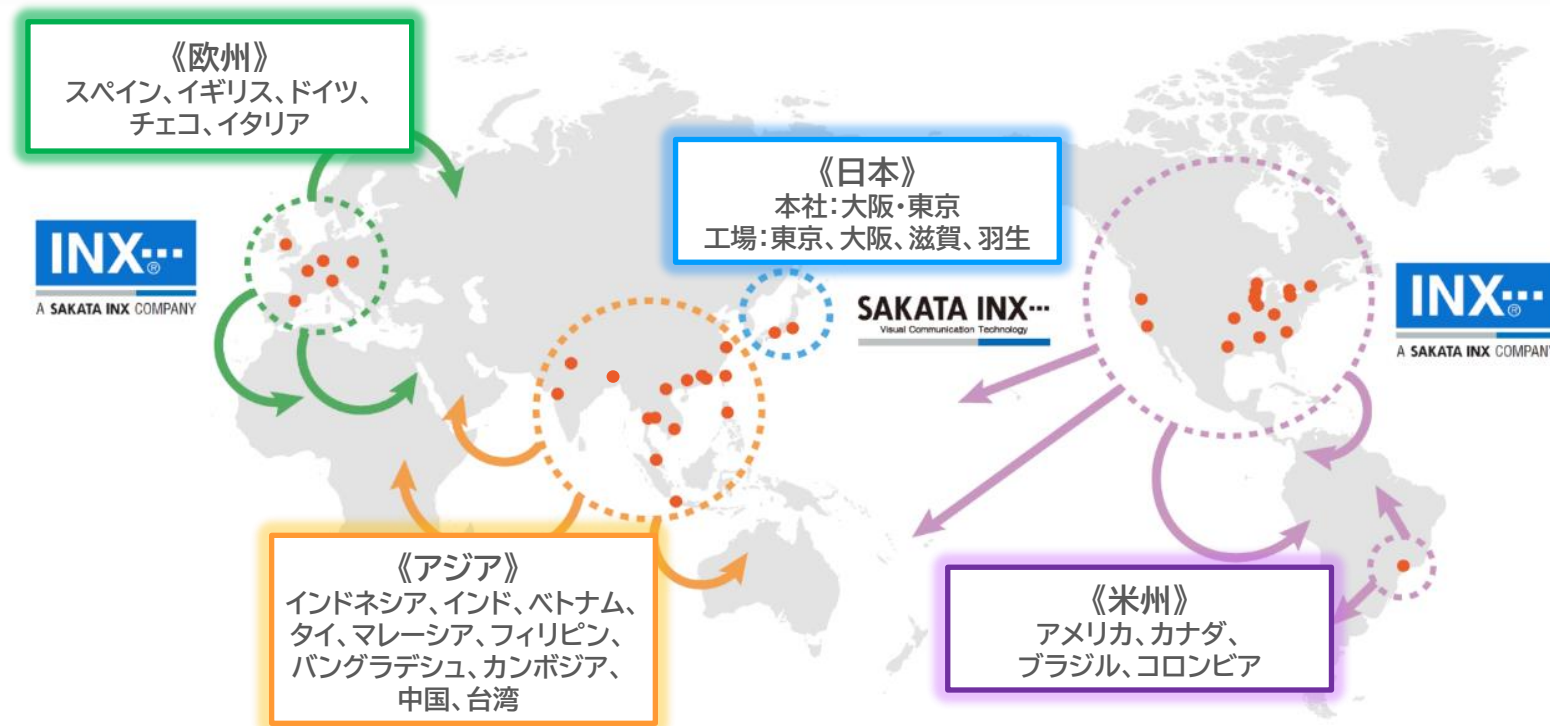 《欧州》
スペイン、イギリス、ドイツ、
チェコ、イタリア
《日本》
本社：大阪・東京
工場：東京、大阪、滋賀、羽生
INX...®
A SAKATA INX COMPANY
SAKATA INX...
Visual Communication Technology
INX...®
A SAKATA INX COMPANY
《アジア》
インドネシア、インド、ベトナム、
タイ、マレーシア、フィリピン、
バングラデシュ、カンボジア、
中国、台湾
《米州》
アメリカ、カナダ、
ブラジル、コロンビア